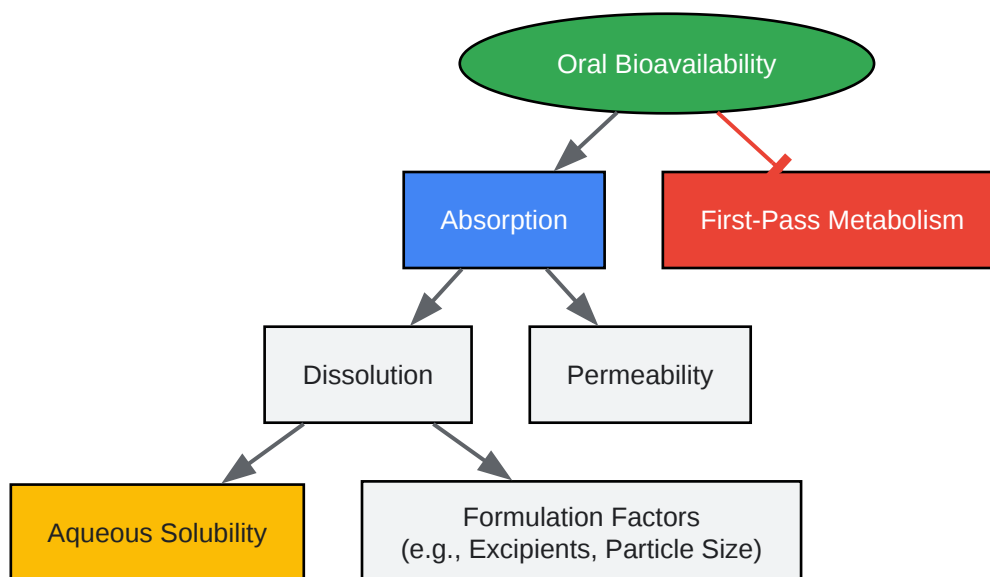 Oral Bioavailability
Absorption
First-Pass Metabolism
Dissolution
Permeability
Aqueous Solubility
Formulation Factors
(e.g., Excipients, Particle Size)